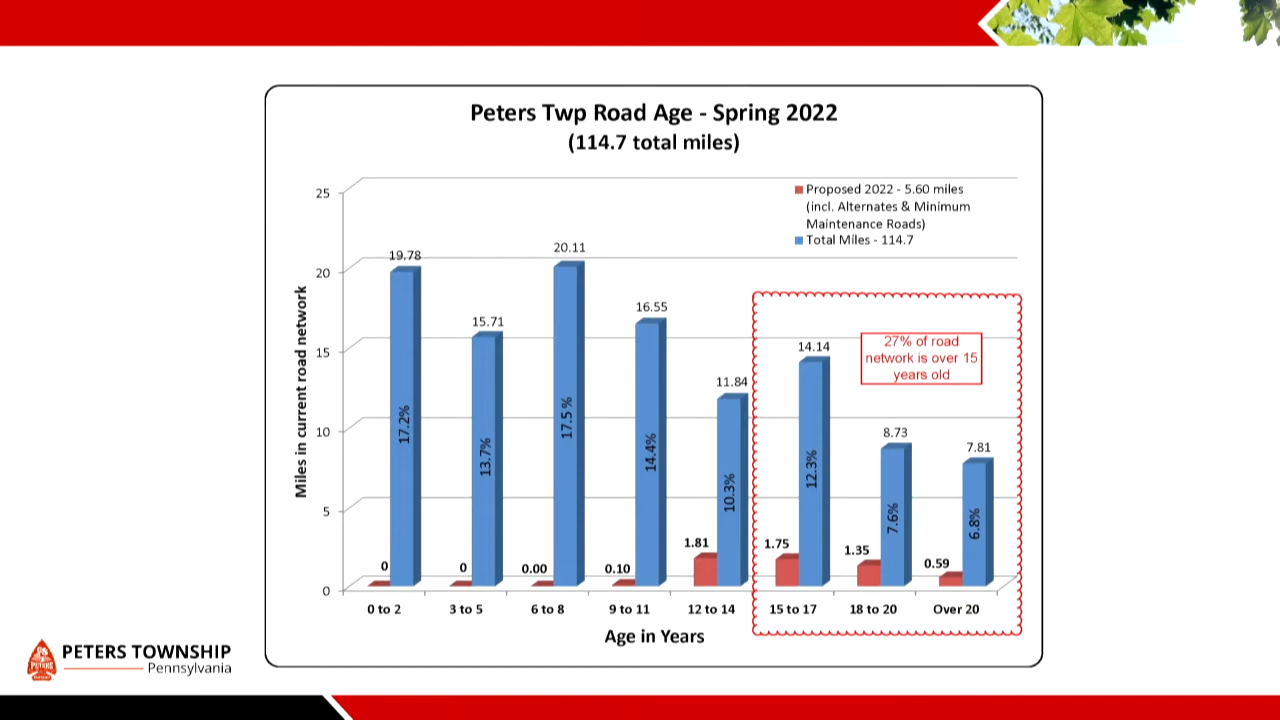 Peters Twp Road Age - Spring 2022
(114.7 total miles)
Proposed 2022 - 5.60 miles
(incl. Alternates & Minimum
Maintenance Roads)
Total Miles - 114.7
Miles in current road network
25
20
15
10
5
0
19.78
15.71
20.11
16.55
11.84
14.14
8.73
7.81
17.2%
13.7%
17.5 %
14.4%
10.3%
12.3%
7.6%
6.8%
0
0
0.00
0.10
1.81
1.75
1.35
0.59
27% of road
network is over 15
years old
0 to 2
3 to 5
6 to 8
9 to 11
12 to 14
15 to 17
18 to 20
Over 20
Age in Years
PETERS TOWNSHIP
Pennsylvania